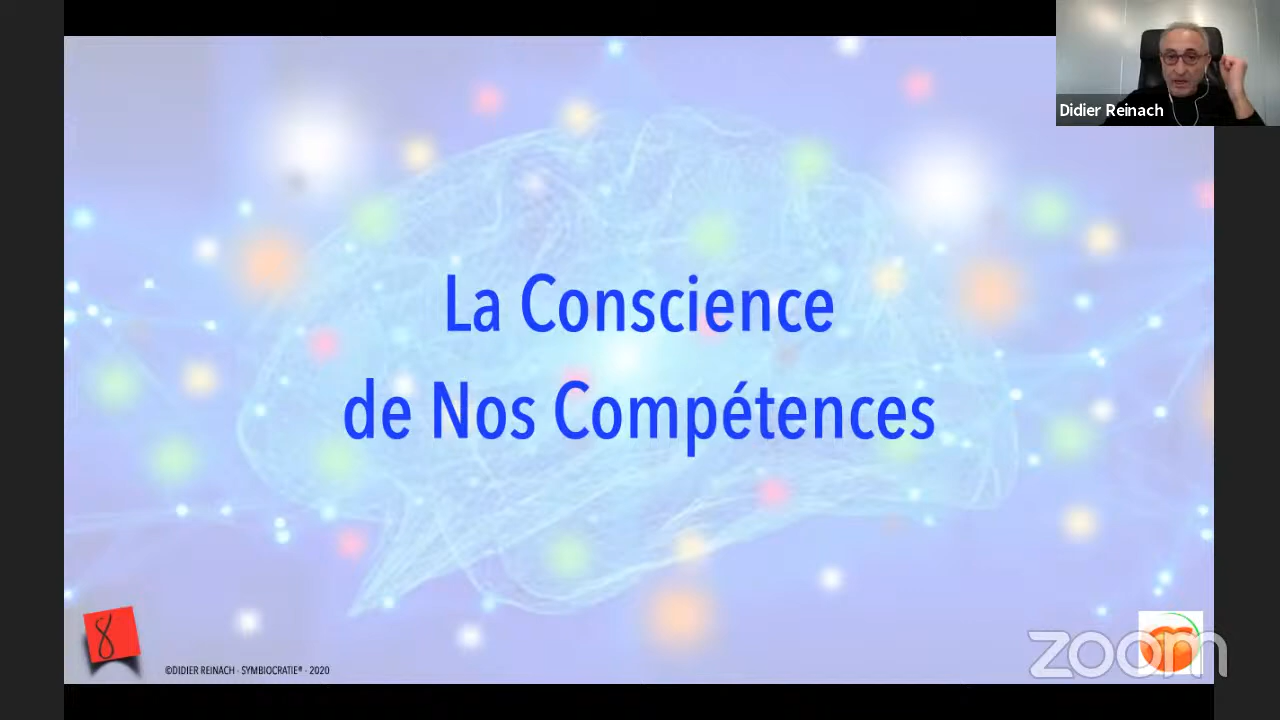 Didier Reinach
La Conscience
de Nos Compétences
8
©DIDIER REINACH - SYMBIOCRATIE® - 2020
zoom